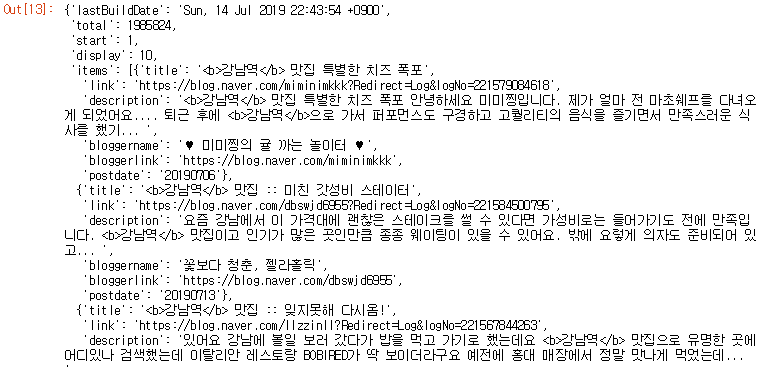 Out[13]: {'lastBuildDate': 'Sun, 14 Jul 2019 22:43:54 +0900',
'total': 1985824,
'start': 1,
'display': 10,
'items': [{'title': '<b>강남역</b> 맛집 특별한 치즈 폭포',
'link': 'https://blog.naver.com/miminimkkk?Redirect=Log&logNo=221579084618',
'description': '<b>강남역</b> 맛집 특별한 치즈 폭포 안녕하세요 미미찡입니다. 제가 얼마 전 마초쉐프를 다녀오
게 되었어요.... 퇴근 후에 <b>강남역</b>으로 가서 퍼포먼스도 구경하고 고퀄리티의 음식을 즐기면서 만족스러운 식
사를 했기... ',
'bloggername': '♥ 미미찡의 귤 까는 놀이터 ♥',
'bloggerlink': 'https://blog.naver.com/miminimkkk',
'postdate': '20190706'},
{'title': '<b>강남역</b> 맛집 :: 미친 갓성비 스테이터',
'link': 'https://blog.naver.com/dbswjd6955?Redirect=Log&logNo=221584500795',
'description': '요즘 강남에서 이 가격대에 괜찮은 스테이크를 썰 수 있다면 가성비로는 들어가기도 전에 만족입
니다. <b>강남역</b> 맛집이고 인기가 많은 곳인만큼 종종 웨이팅이 있을 수 있어요. 밖에 요렇게 의자도 준비되어 있
고... ',
'bloggername': '꽃보다 청춘, 젤라홀릭',
'bloggerlink': 'https://blog.naver.com/dbswjd6955',
'postdate': '20190713'},
{'title': '<b>강남역</b> 맛집 :: 잊지못해 다시옴!',
'link': 'https://blog.naver.com/llzzinll?Redirect=Log&logNo=221567844263',
'description': '있어요 강남에 볼일 보러 갔다가 밥을 먹고 가기로 했는데요 <b>강남역</b> 맛집으로 유명한 곳에
어디있나 검색했는데 이탈리안 레스토랑 BOBIRED가 딱 보이더라구요 예전에 홍대 매장에서 정말 맛나게 먹었는데...